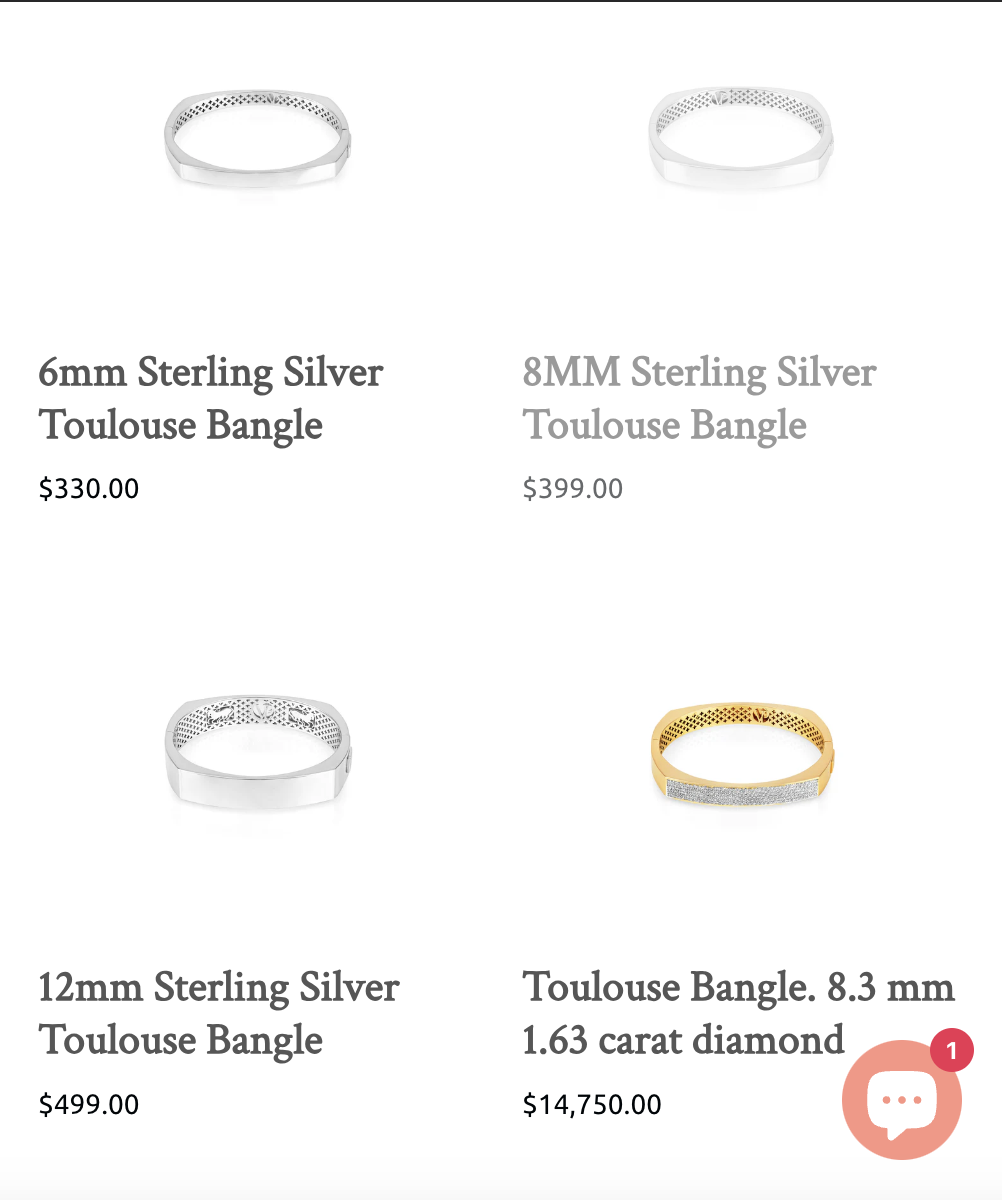 6mm Sterling Silver
Toulouse Bangle
$330.00
8MM Sterling Silver
Toulouse Bangle
$399.00
12mm Sterling Silver
Toulouse Bangle
$499.00
Toulouse Bangle. 8.3 mm
1.63 carat diamond
$14,750.00
1